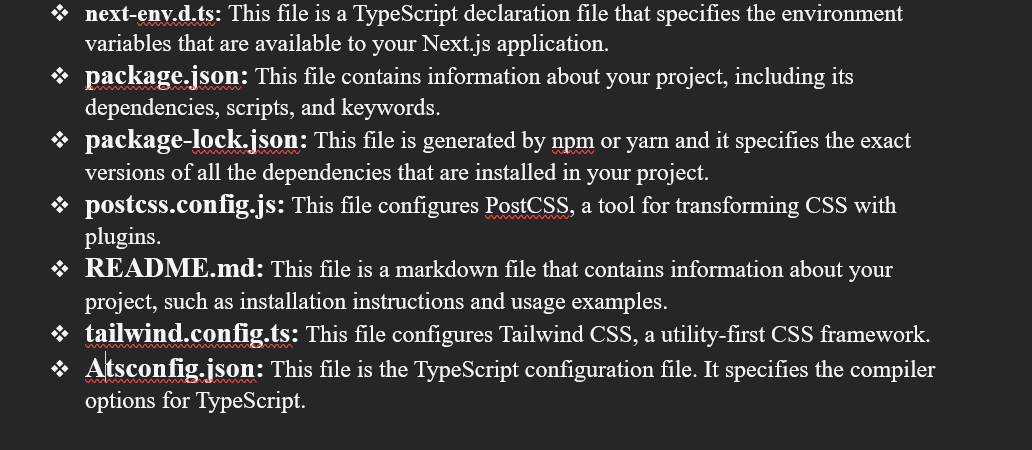 ❖ next-env.d.ts: This file is a TypeScript declaration file that specifies the environment
variables that are available to your Next.js application.
❖ package.json: This file contains information about your project, including its
dependencies, scripts, and keywords.
❖ package-lock.json: This file is generated by npm or yarn and it specifies the exact
versions of all the dependencies that are installed in your project.
❖ postcss.config.js: This file configures PostCSS, a tool for transforming CSS with
plugins.
❖ README.md: This file is a markdown file that contains information about your
project, such as installation instructions and usage examples.
❖ tailwind.config.ts: This file configures Tailwind CSS, a utility-first CSS framework.
❖ Atsconfig.json: This file is the TypeScript configuration file. It specifies the compiler
options for TypeScript.